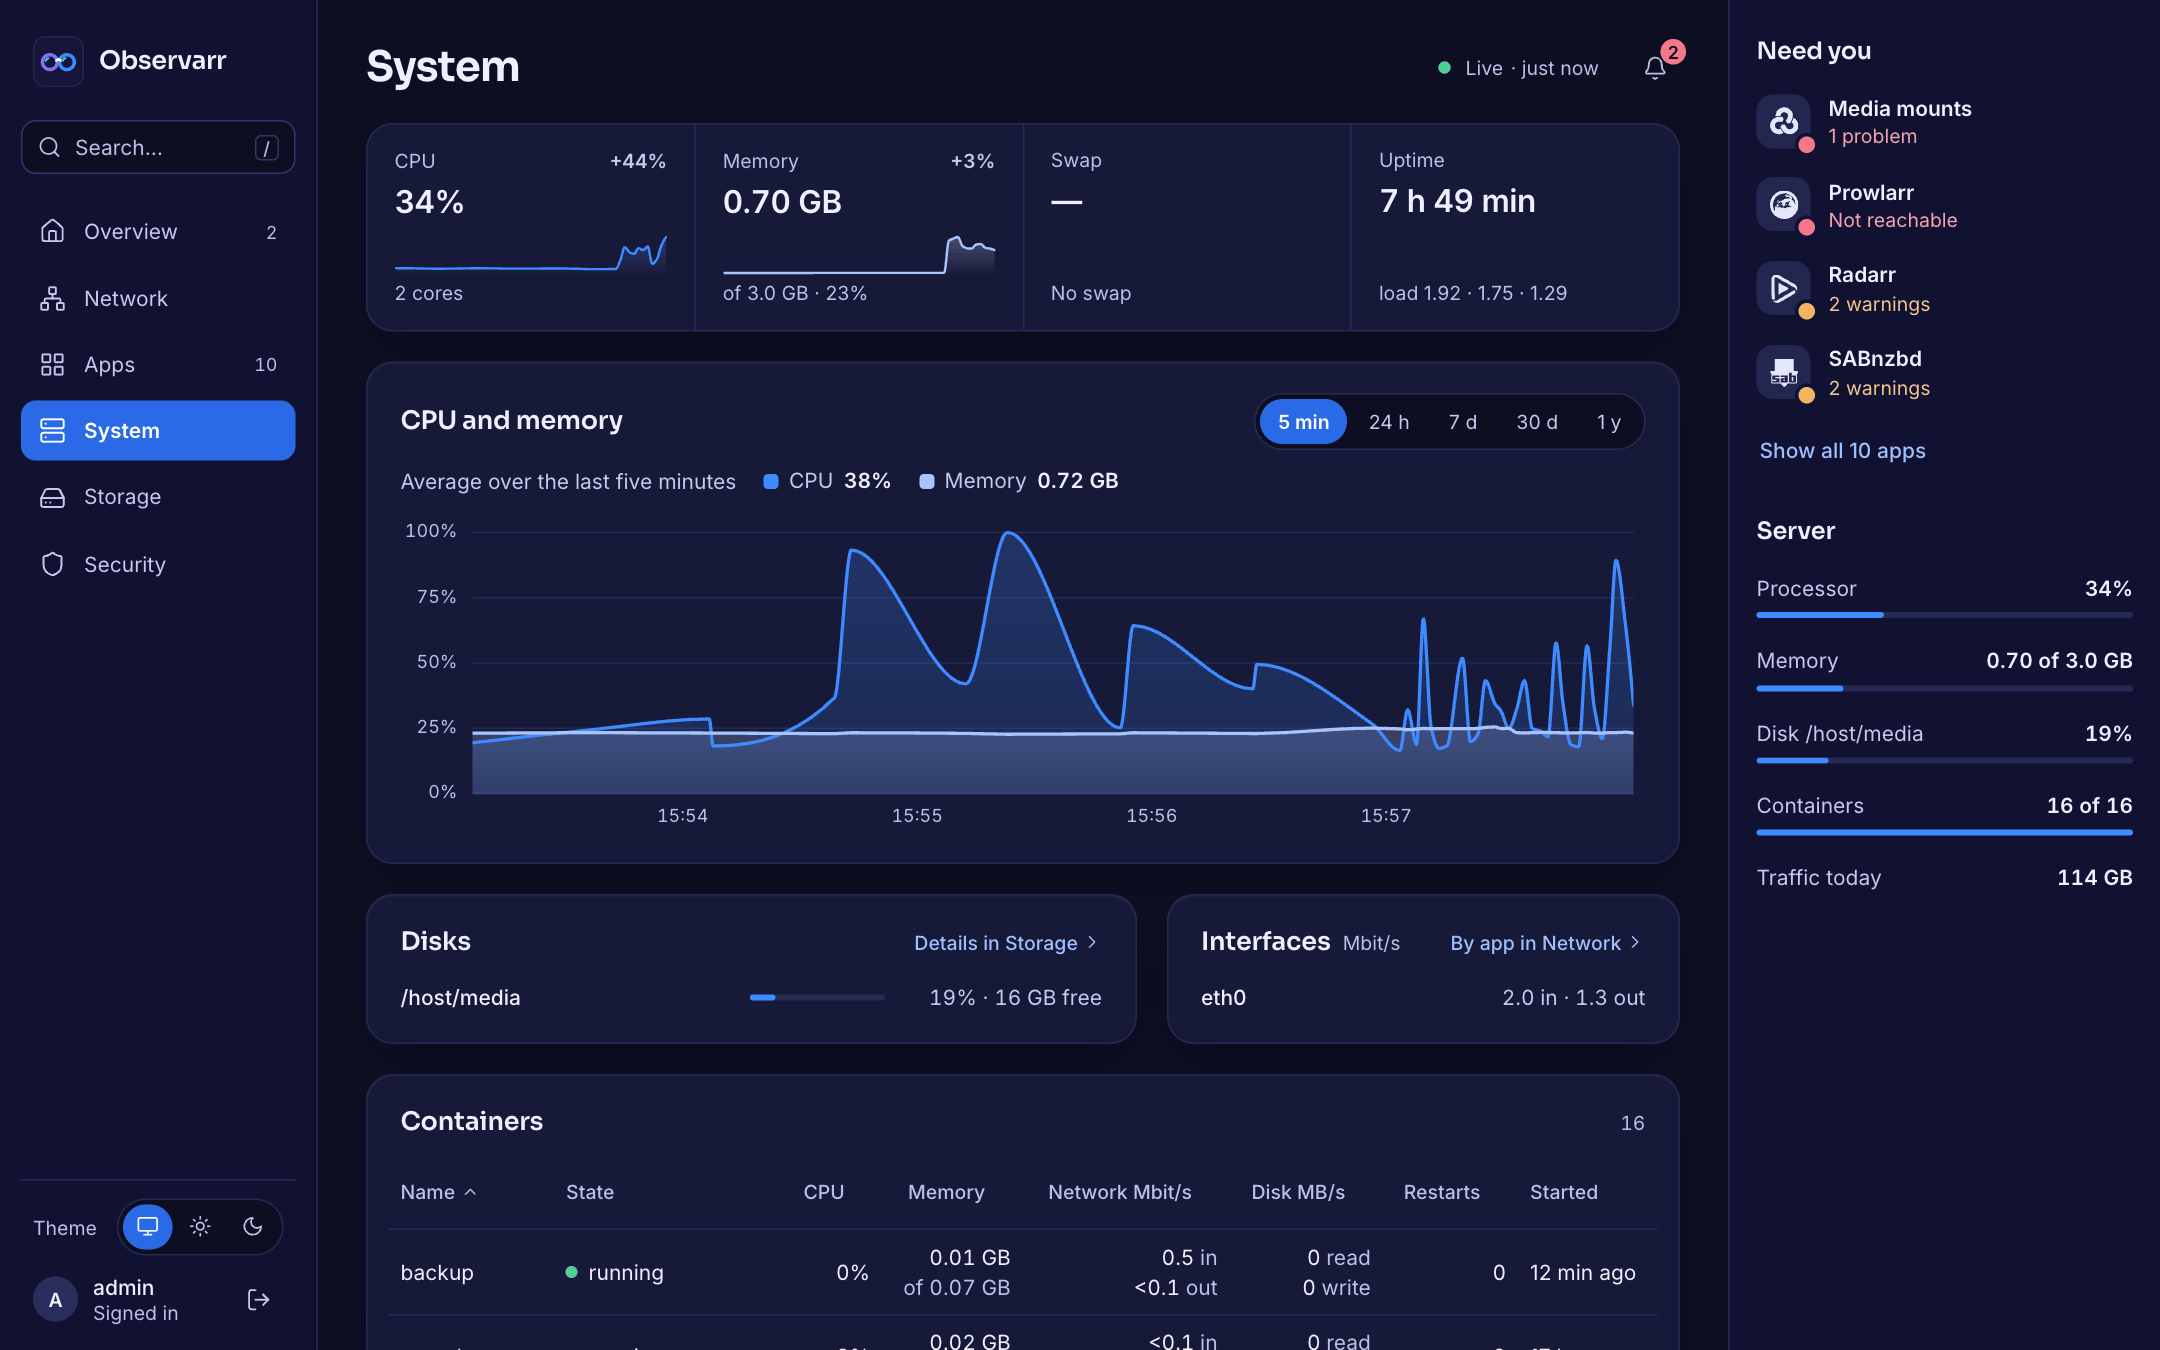 Observarr
Search... /
Overview 2
Network
Apps 10
System
Storage
Security
Theme
A
admin
Signed in
System
Live · just now
2
CPU +44%
34%
2 cores
Memory +3%
0.70 GB
of 3.0 GB · 23%
Swap
—
No swap
Uptime
7 h 49 min
load 1.92 · 1.75 · 1.29
CPU and memory
5 min 24 h 7 d 30 d 1 y
Average over the last five minutes CPU 38% Memory 0.72 GB
100%
75%
50%
25%
0%
15:54 15:55 15:56 15:57
Disks Details in Storage
/host/media 19% · 16 GB free
Interfaces Mbit/s By app in Network
eth0 2.0 in · 1.3 out
Containers 16
Name State CPU Memory Network Mbit/s Disk MB/s Restarts Started
backup running 0% 0.01 GB of 0.07 GB 0.5 in <0.1 out 0 read 0 write 0 12 min ago
0.02 GB <0.1 in 0 read
Need you
Media mounts
1 problem
Prowlarr
Not reachable
Radarr
2 warnings
sab
SABnzbd
2 warnings
Show all 10 apps
Server
Processor 34%
Memory 0.70 of 3.0 GB
Disk /host/media 19%
Containers 16 of 16
Traffic today 114 GB